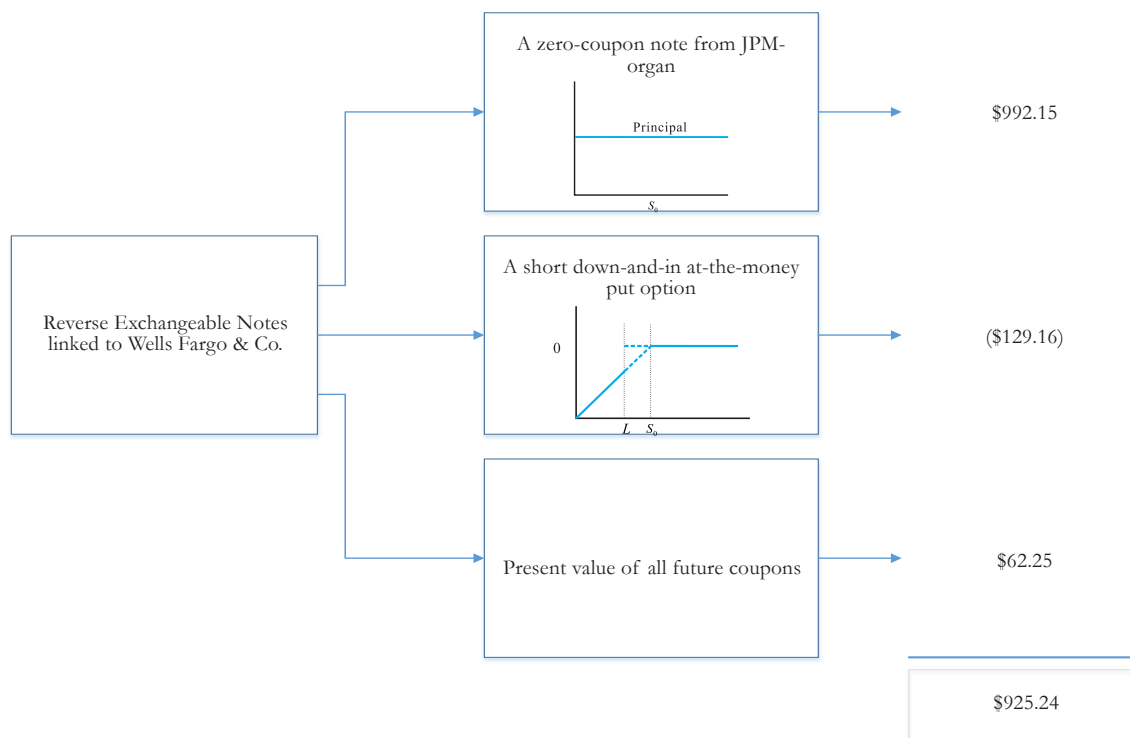 A zero-coupon note from JPM-
organ
Principal
S₀
$992.15
Reverse Exchangeable Notes
linked to Wells Fargo & Co.
A short down-and-in at-the-money
put option
0
L S₀
($129.16)
Present value of all future coupons
$62.25
$925.24